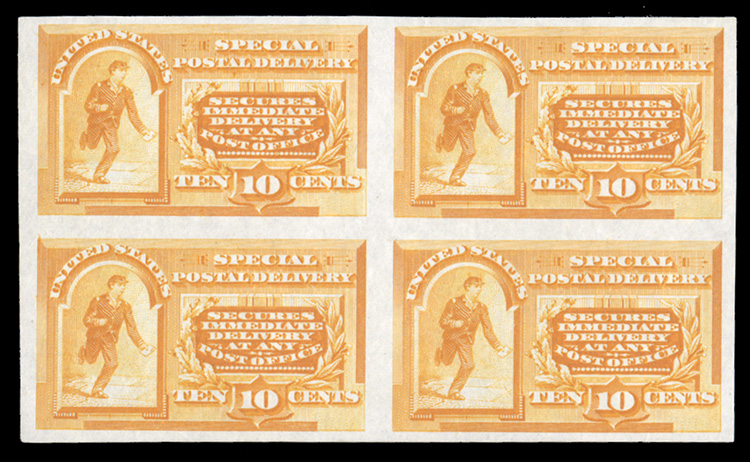 UNITED STATES
SPECIAL
POSTAL DELIVERY
SECURES
IMMEDIATE
DELIVERY
AT ANY
POST OFFICE
TEN 10 CENTS
UNITED STATES
SPECIAL
POSTAL DELIVERY
SECURES
IMMEDIATE
DELIVERY
AT ANY
POST OFFICE
TEN 10 CENTS
UNITED STATES
SPECIAL
POSTAL DELIVERY
SECURES
IMMEDIATE
DELIVERY
AT ANY
POST OFFICE
TEN 10 CENTS
UNITED STATES
SPECIAL
POSTAL DELIVERY
SECURES
IMMEDIATE
DELIVERY
AT ANY
POST OFFICE
TEN 10 CENTS